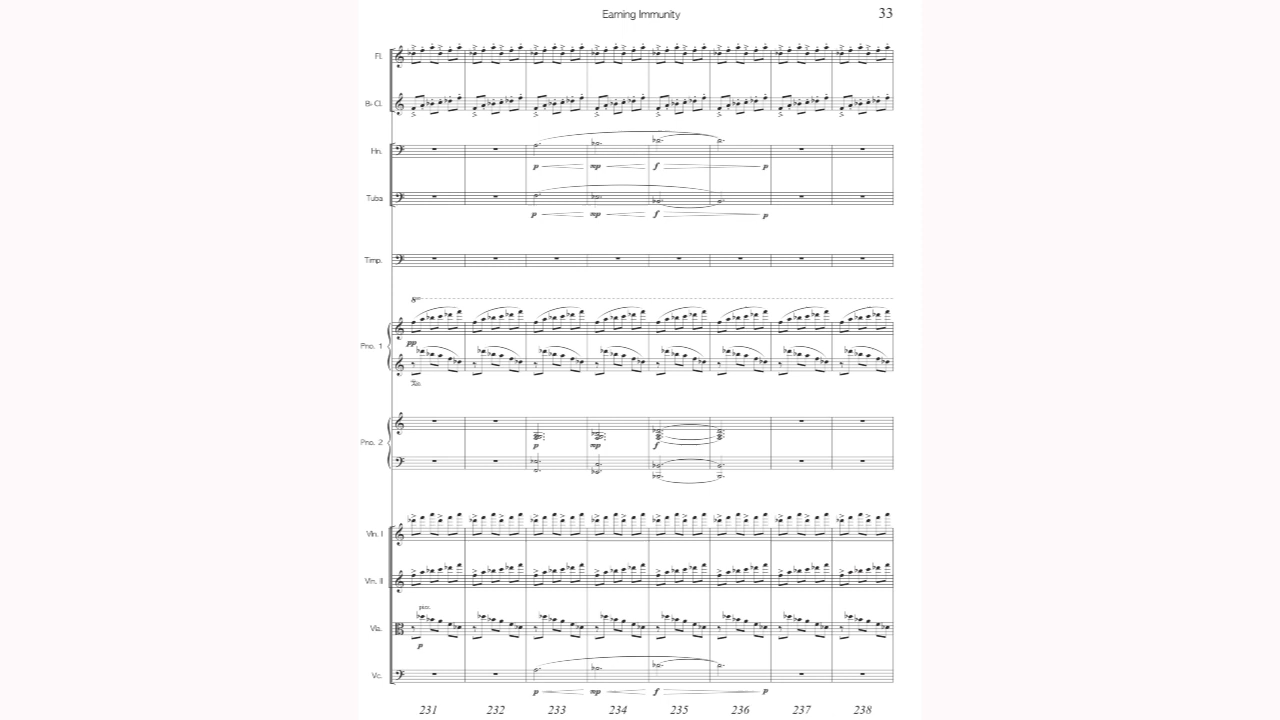 Earning Immunity 33
Fl.
B♭ Cl.
Hn.
p mp f p
Tuba
p mp f p
Timp.
8va
pp
Pno. 1
Ped.
Pno. 2
p mp f
Vln. I
Vln. II
pizz.
Vla.
p
Vc.
p mp f p
231 232 233 234 235 236 237 238